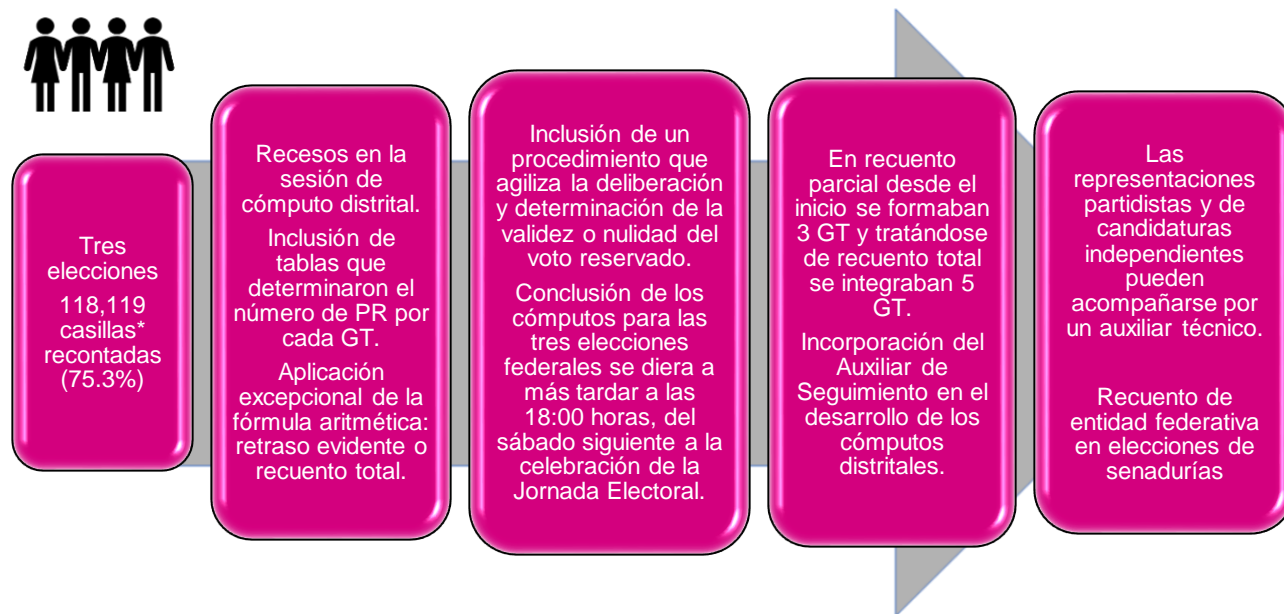 Tres
elecciones
118,119
casillas*
recontadas
(75.3%)
Recesos en la
sesión de
cómputo distrital.
Inclusión de
tablas que
determinaron el
número de PR por
cada GT.
Aplicación
excepcional de la
fórmula aritmética:
retraso evidente o
recuento total.
Inclusión de un
procedimiento que
agiliza la deliberación
y determinación de la
validez o nulidad del
voto reservado.
Conclusión de los
cómputos para las
tres elecciones
federales se diera a
más tardar a las
18:00 horas, del
sábado siguiente a la
celebración de la
Jornada Electoral.
En recuento
parcial desde el
inicio se formaban
3 GT y tratándose
de recuento total
se integraban 5
GT.
Incorporación del
Auxiliar de
Seguimiento en el
desarrollo de los
cómputos
distritales.
Las
representaciones
partidistas y de
candidaturas
independientes
pueden
acompañarse por
un auxiliar técnico.
Recuento de
entidad federativa
en elecciones de
senadurías